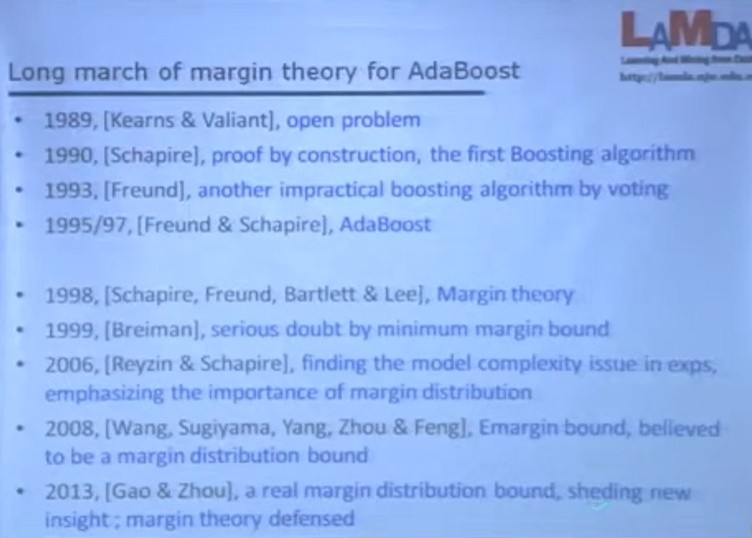 LAMDA
Learning And Mining from Data
Long march of margin theory for AdaBoost
• 1989, [Kearns & Valiant], open problem
• 1990, [Schapire], proof by construction, the first Boosting algorithm
• 1993, [Freund], another impractical boosting algorithm by voting
• 1995/97, [Freund & Schapire], AdaBoost
• 1998, [Schapire, Freund, Bartlett & Lee], Margin theory
• 1999, [Breiman], serious doubt by minimum margin bound
• 2006, [Reyzin & Schapire], finding the model complexity issue in exps,
emphasizing the importance of margin distribution
• 2008, [Wang, Sugiyama, Yang, Zhou & Feng], Emargin bound, believed
to be a margin distribution bound
• 2013, [Gao & Zhou], a real margin distribution bound, sheding new
insight ; margin theory defensed